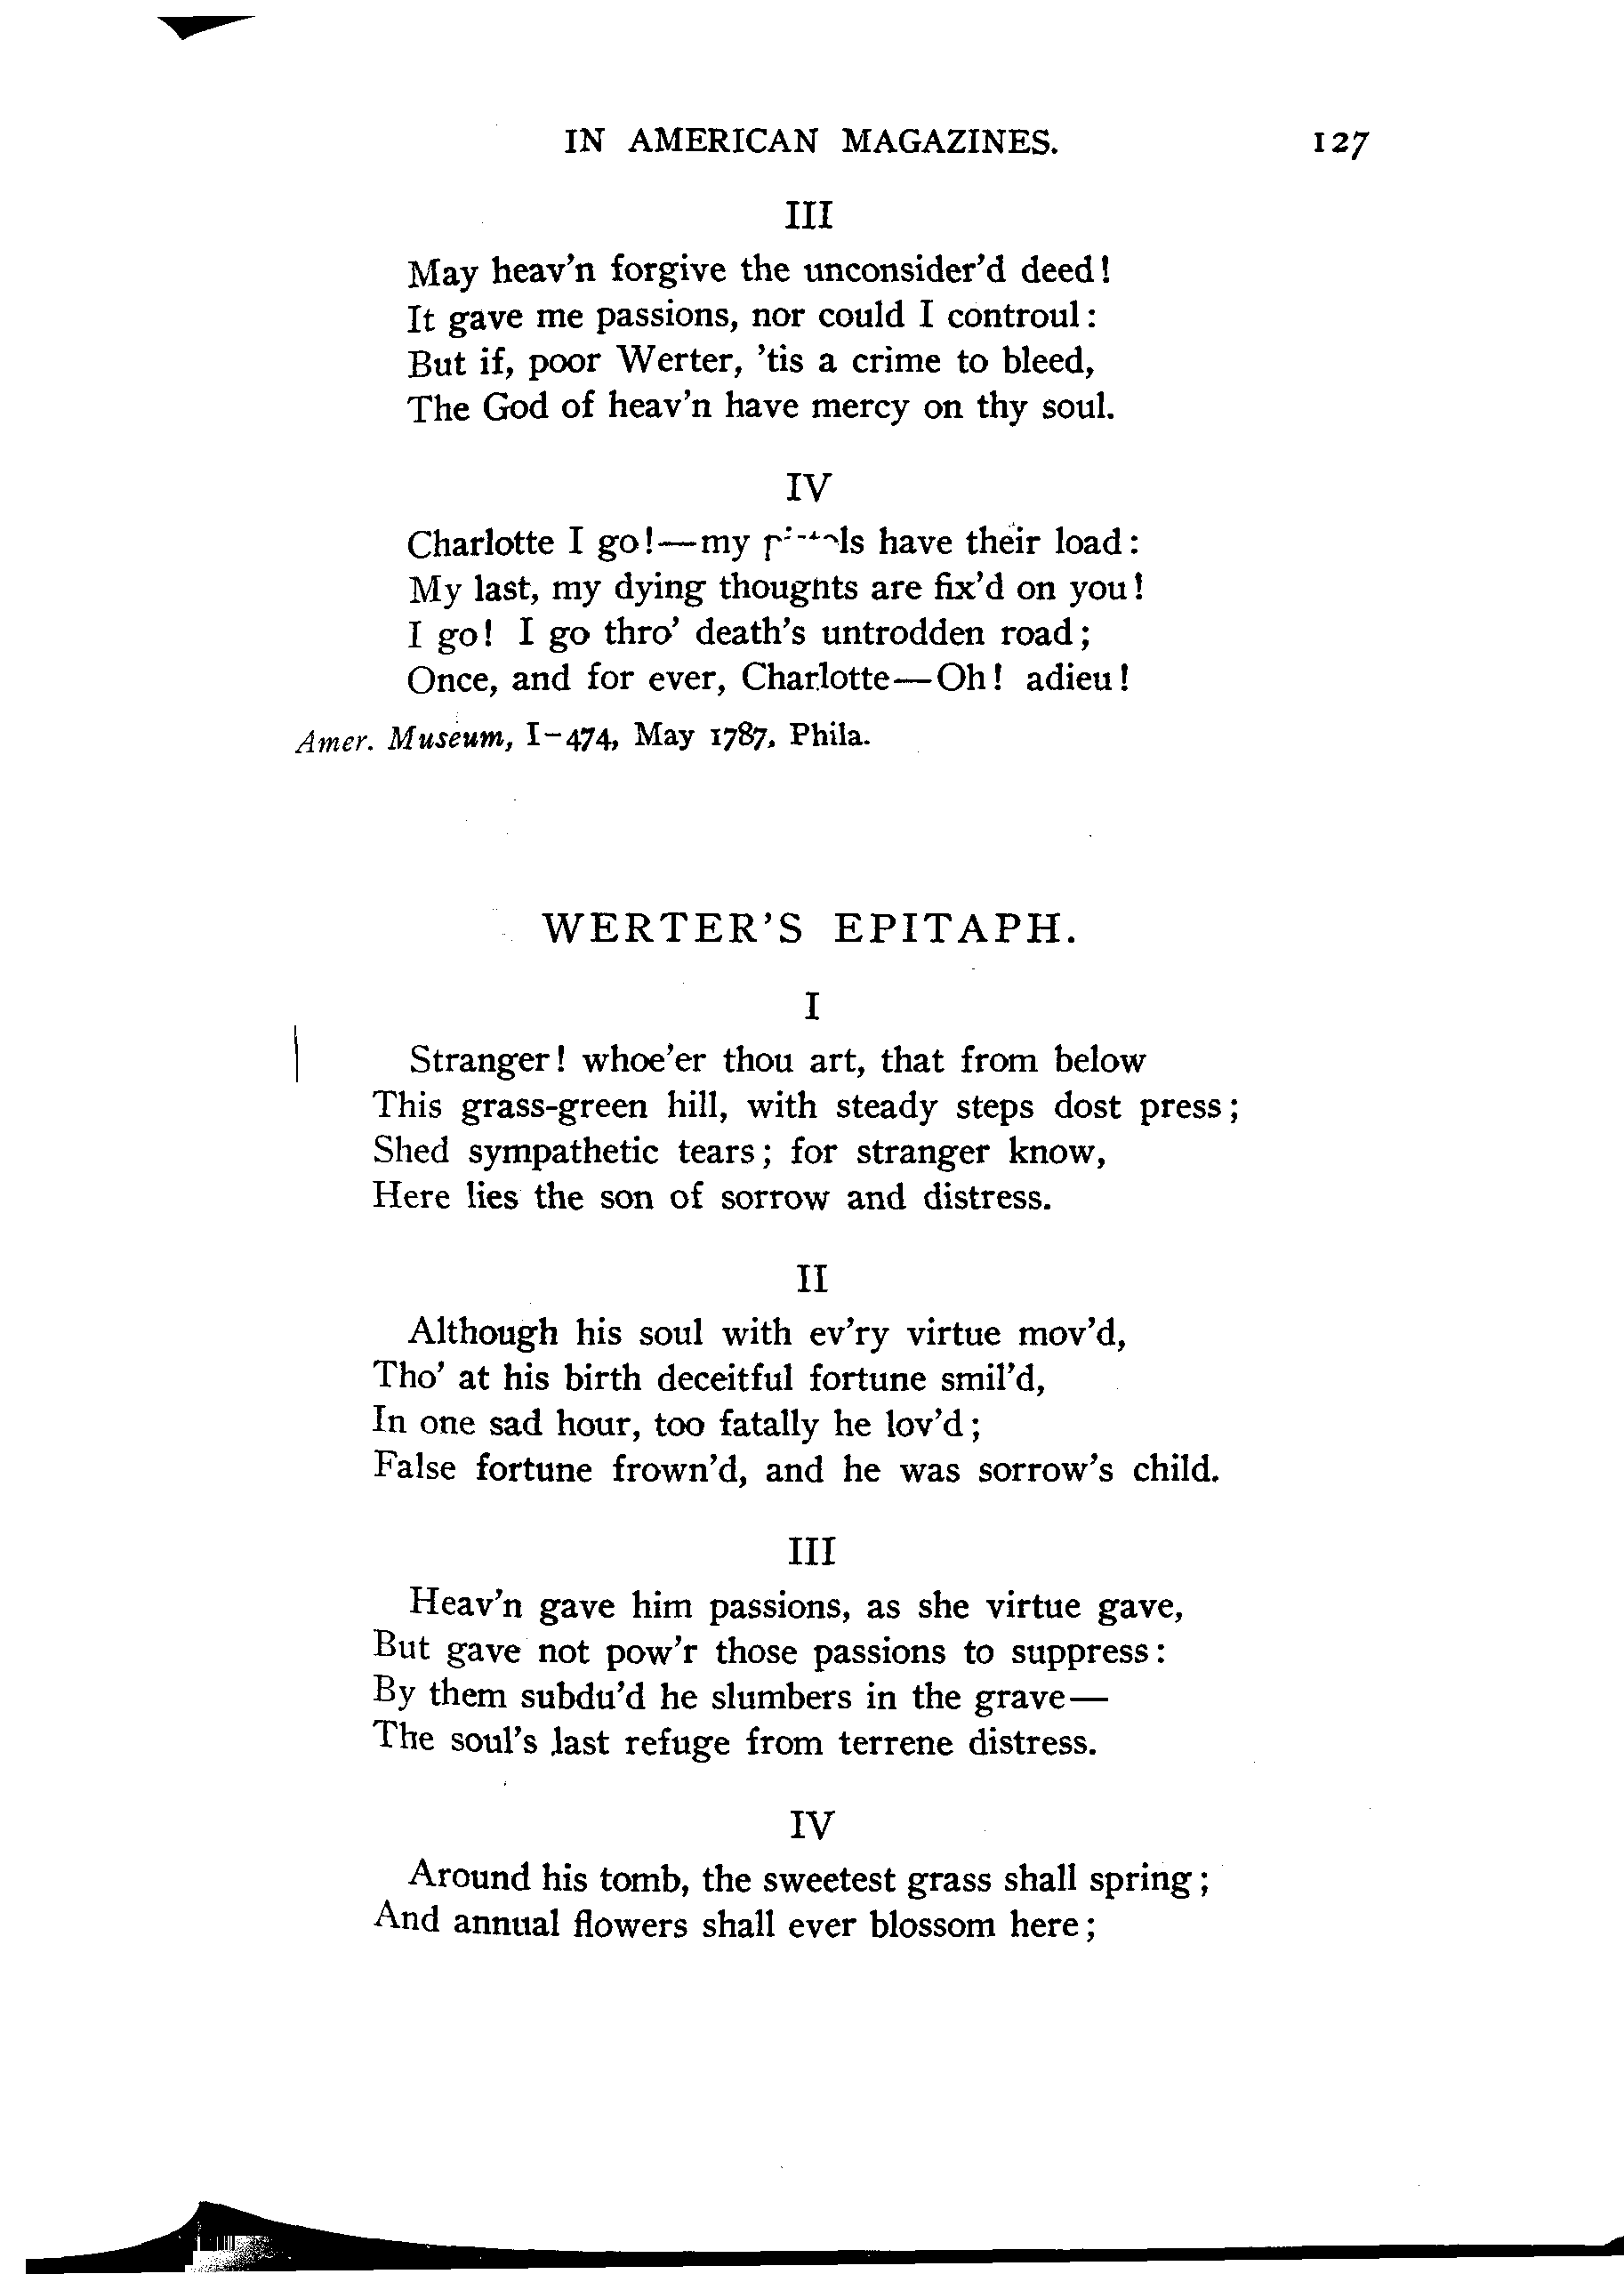 IN AMERICAN MAGAZINES. 127
III
May heav'n forgive the unconsider'd deed!
It gave me passions, nor could I controul:
But if, poor Werter, 'tis a crime to bleed,
The God of heav'n have mercy on thy soul.
IV
Charlotte I go!—my have their load:
My last, my dying thoughts are fix'd on you!
I go! I go thro' death's untrodden road;
Once, and for ever, Charlotte—Oh! adieu!
Amer. Museum, I-474, May 1787, Phila.
WERTER'S EPITAPH.
I
Stranger! whoe'er thou art, that from below
This grass-green hill, with steady steps dost press;
Shed sympathetic tears; for stranger know,
Here lies the son of sorrow and distress.
II
Although his soul with ev'ry virtue mov'd,
Tho' at his birth deceitful fortune smil'd,
In one sad hour, too fatally he lov'd;
False fortune frown'd, and he was sorrow's child.
III
Heav'n gave him passions, as she virtue gave,
But gave not pow'r those passions to suppress:
By them subdu'd he slumbers in the grave—
The soul's last refuge from terrene distress.
IV
Around his tomb, the sweetest grass shall spring;
And annual flowers shall ever blossom here;